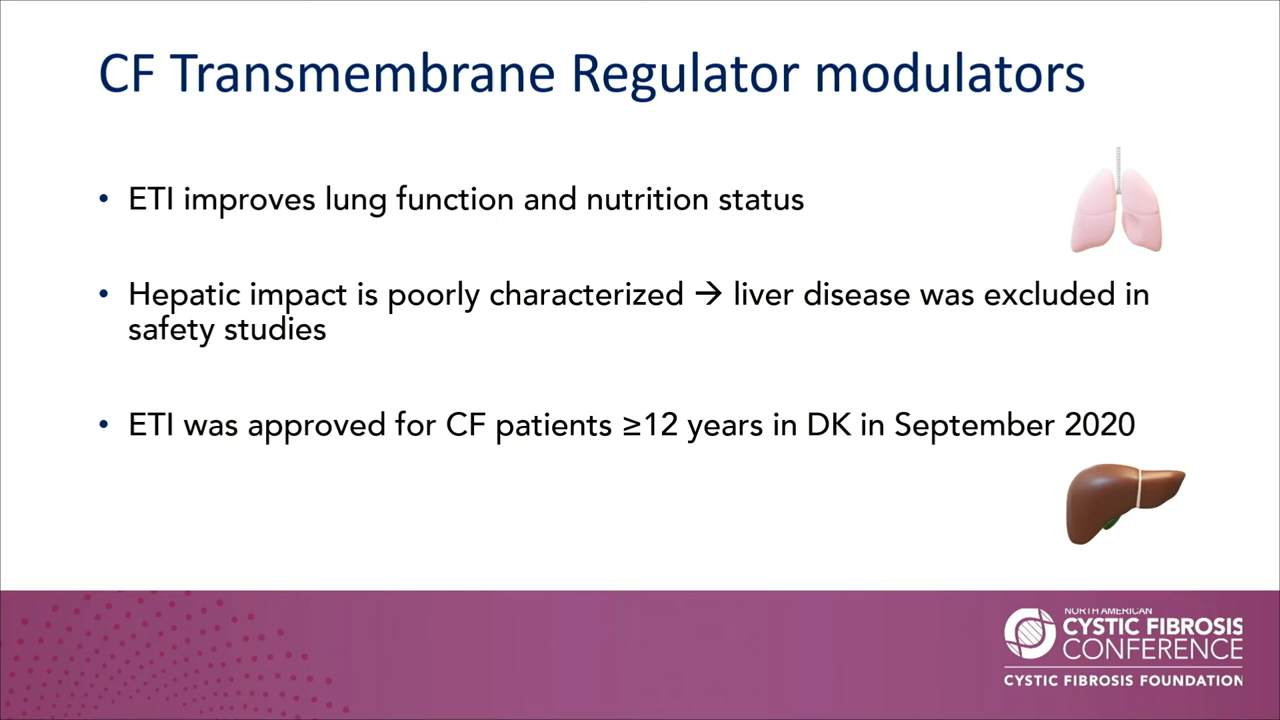 CF Transmembrane Regulator modulators
• ETI improves lung function and nutrition status
• Hepatic impact is poorly characterized → liver disease was excluded in
safety studies
• ETI was approved for CF patients ≥12 years in DK in September 2020
NORTH AMERICAN
CYSTIC FIBROSIS
CONFERENCE
CYSTIC FIBROSIS FOUNDATION